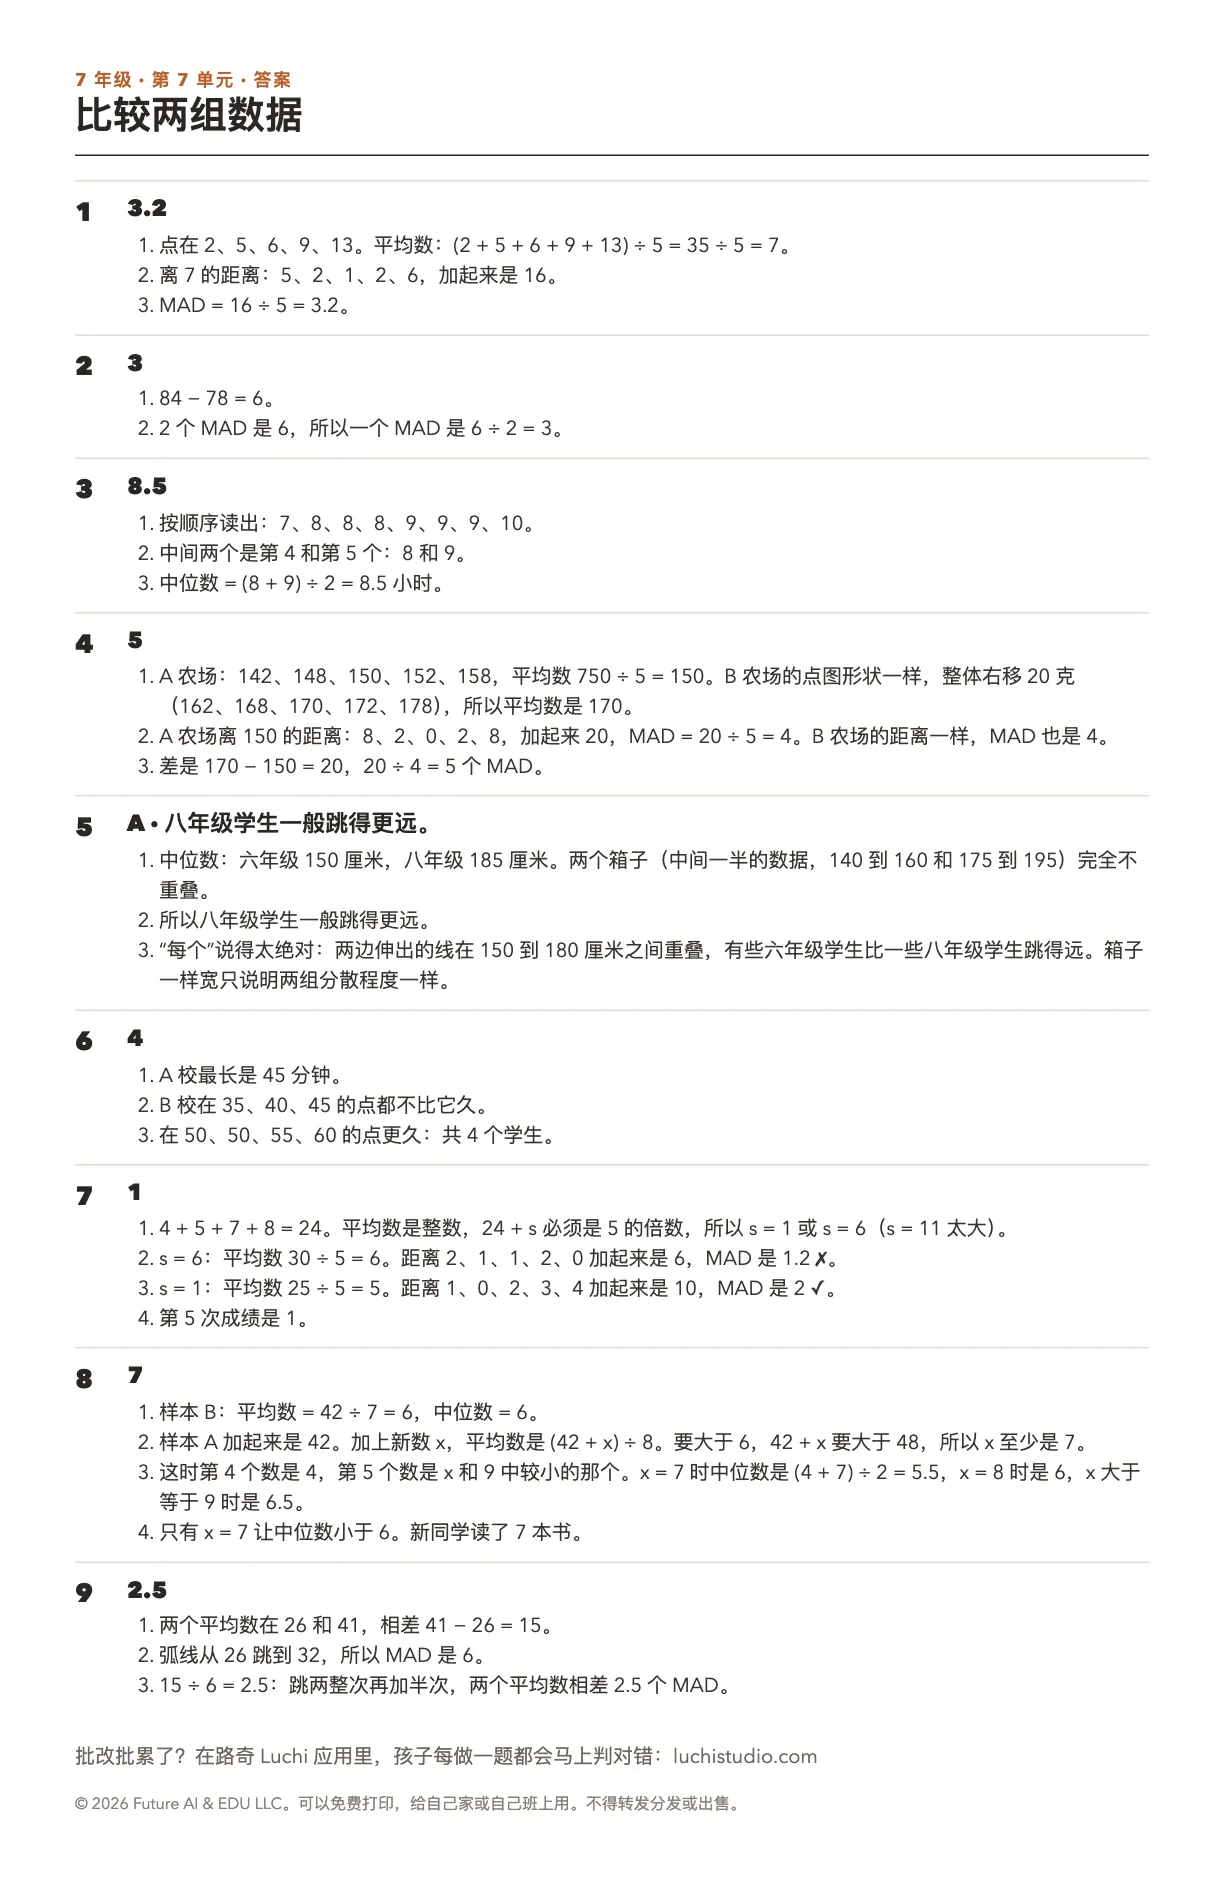 7 年级 · 第 7 单元 · 答案
比较两组数据
1 3.2
1. 点在 2、5、6、9、13。平均数：(2 + 5 + 6 + 9 + 13) ÷ 5 = 35 ÷ 5 = 7。
2. 离 7 的距离：5、2、1、2、6，加起来是 16。
3. MAD = 16 ÷ 5 = 3.2。
2 3
1. 84 − 78 = 6。
2. 2 个 MAD 是 6，所以一个 MAD 是 6 ÷ 2 = 3。
3 8.5
1. 按顺序读出：7、8、8、8、9、9、9、10。
2. 中间两个是第 4 和第 5 个：8 和 9。
3. 中位数 = (8 + 9) ÷ 2 = 8.5 小时。
4 5
1. A 农场：142、148、150、152、158，平均数 750 ÷ 5 = 150。B 农场的点图形状一样，整体右移 20 克
（162、168、170、172、178），所以平均数是 170。
2. A 农场离 150 的距离：8、2、0、2、8，加起来 20，MAD = 20 ÷ 5 = 4。B 农场的距离一样，MAD 也是 4。
3. 差是 170 − 150 = 20，20 ÷ 4 = 5 个 MAD。
5 A · 八年级学生一般跳得更远。
1. 中位数：六年级 150 厘米，八年级 185 厘米。两个箱子（中间一半的数据，140 到 160 和 175 到 195）完全不
重叠。
2. 所以八年级学生一般跳得更远。
3. “每个”说得太绝对：两边伸出的线在 150 到 180 厘米之间重叠，有些六年级学生比一些八年级学生跳得远。箱子
一样宽只说明两组分散程度一样。
6 4
1. A 校最长是 45 分钟。
2. B 校在 35、40、45 的点都不比它久。
3. 在 50、50、55、60 的点更久：共 4 个学生。
7 1
1. 4 + 5 + 7 + 8 = 24。平均数是整数，24 + s 必须是 5 的倍数，所以 s = 1 或 s = 6（s = 11 太大）。
2. s = 6：平均数 30 ÷ 5 = 6。距离 2、1、1、2、0 加起来是 6，MAD 是 1.2 ✗。
3. s = 1：平均数 25 ÷ 5 = 5。距离 1、0、2、3、4 加起来是 10，MAD 是 2 ✓。
4. 第 5 次成绩是 1。
8 7
1. 样本 B：平均数 = 42 ÷ 7 = 6，中位数 = 6。
2. 样本 A 加起来是 42。加上新数 x，平均数是 (42 + x) ÷ 8。要大于 6，42 + x 要大于 48，所以 x 至少是 7。
3. 这时第 4 个数是 4，第 5 个数是 x 和 9 中较小的那个。x = 7 时中位数是 (4 + 7) ÷ 2 = 5.5，x = 8 时是 6，x 大于
等于 9 时是 6.5。
4. 只有 x = 7 让中位数小于 6。新同学读了 7 本书。
9 2.5
1. 两个平均数在 26 和 41，相差 41 − 26 = 15。
2. 弧线从 26 跳到 32，所以 MAD 是 6。
3. 15 ÷ 6 = 2.5：跳两整次再加半次，两个平均数相差 2.5 个 MAD。
批改批累了？在路奇 Luchi 应用里，孩子每做一题都会马上判对错：luchistudio.com
© 2026 Future AI & EDU LLC。可以免费打印，给自己家或自己班上用。不得转发分发或出售。